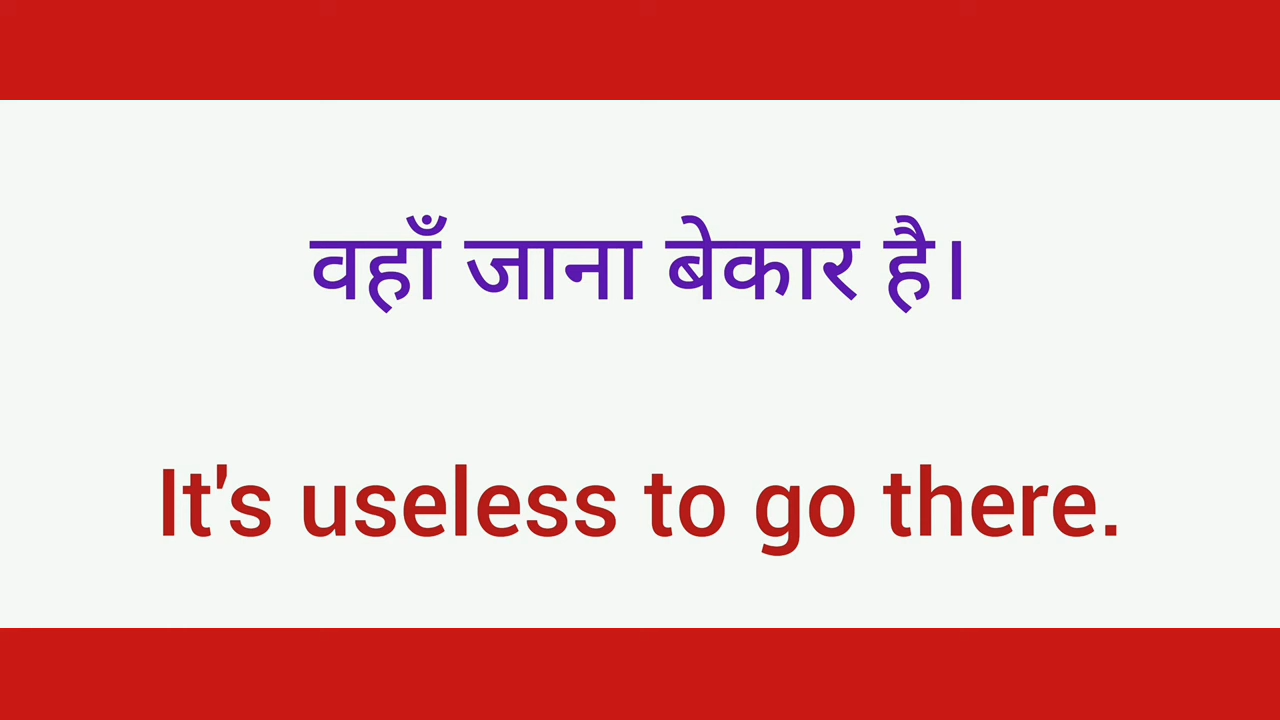 वहाँ जाना बेकार है।
It's useless to go there.